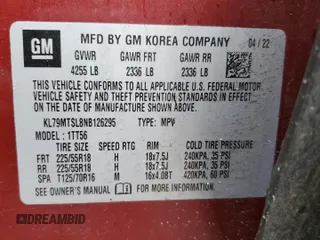 GM
MFD BY GM KOREA COMPANY 04/22
GVWR GAWR FRT GAWR RR
4255 LB 2336 LB 2336 LB
THIS VEHICLE CONFORMS TO ALL APPLICABLE U.S. FEDERAL MOTOR
VEHICLE SAFETY AND THEFT PREVENTION STANDARDS IN EFFECT
ON THE DATE OF MANUFACTURE SHOWN ABOVE.
KL79MTSL8NB126295 TYPE: MPV
MODEL: 1TT56
TIRE SIZE SPEED RTG RIM COLD TIRE PRESSURE
FRT 225/55R18 H 18x7.5J 240KPA, 35 PSI
RR 225/55R18 H 18x7.5J 240KPA, 35 PSI
SPA T125/70R16 M 16x4.0BT 420KPA, 60 PSI
SEE OWNER'S MANUAL FOR ADDITIONAL INFORMATION.
DREAMBID